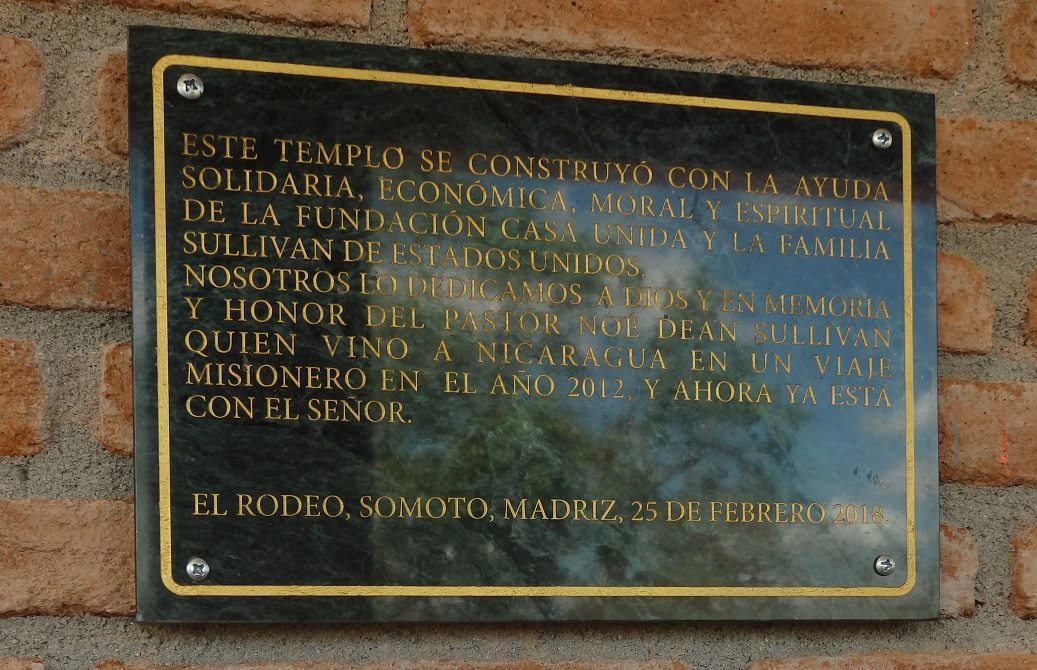 ESTE TEMPLO SE CONSTRUYÓ CON LA AYUDA
SOLIDARIA, ECONÓMICA, MORAL Y ESPIRITUAL
DE LA FUNDACIÓN CASA UNIDA Y LA FAMILIA
SULLIVAN DE ESTADOS UNIDOS.
NOSOTROS LO DEDICAMOS A DIOS Y EN MEMORIA
Y HONOR DEL PASTOR NOÉ DEAN SULLIVAN
QUIEN VINO A NICARAGUA EN UN VIAJE
MISIONERO EN EL AÑO 2012, Y AHORA YA ESTÁ
CON EL SEÑOR.
EL RODEO, SOMOTO, MADRIZ, 25 DE FEBRERO 2018.